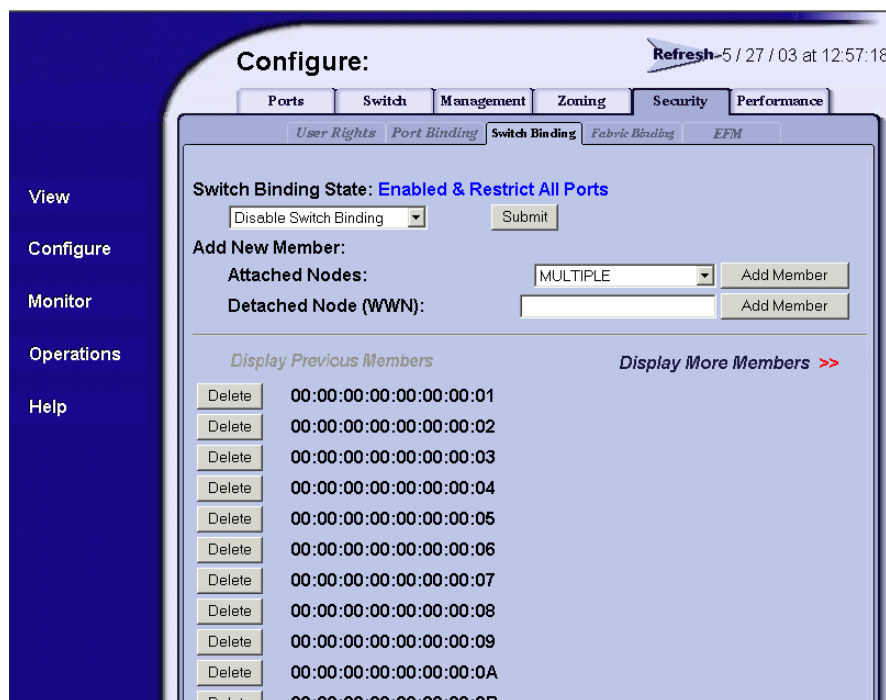 Configure:
Refresh-5 / 27 / 03 at 12:57:18
Ports Switch Management Zoning Security Performance
User Rights Port Binding Switch Binding Fabric Binding EFM
View
Configure
Monitor
Operations
Help
Switch Binding State: Enabled & Restrict All Ports
Disable Switch Binding Submit
Add New Member:
Attached Nodes: MULTIPLE Add Member
Detached Node (WWN): Add Member
Display Previous Members Display More Members >>
Delete 00:00:00:00:00:00:00:01
Delete 00:00:00:00:00:00:00:02
Delete 00:00:00:00:00:00:00:03
Delete 00:00:00:00:00:00:00:04
Delete 00:00:00:00:00:00:00:05
Delete 00:00:00:00:00:00:00:06
Delete 00:00:00:00:00:00:00:07
Delete 00:00:00:00:00:00:00:08
Delete 00:00:00:00:00:00:00:09
Delete 00:00:00:00:00:00:00:0A